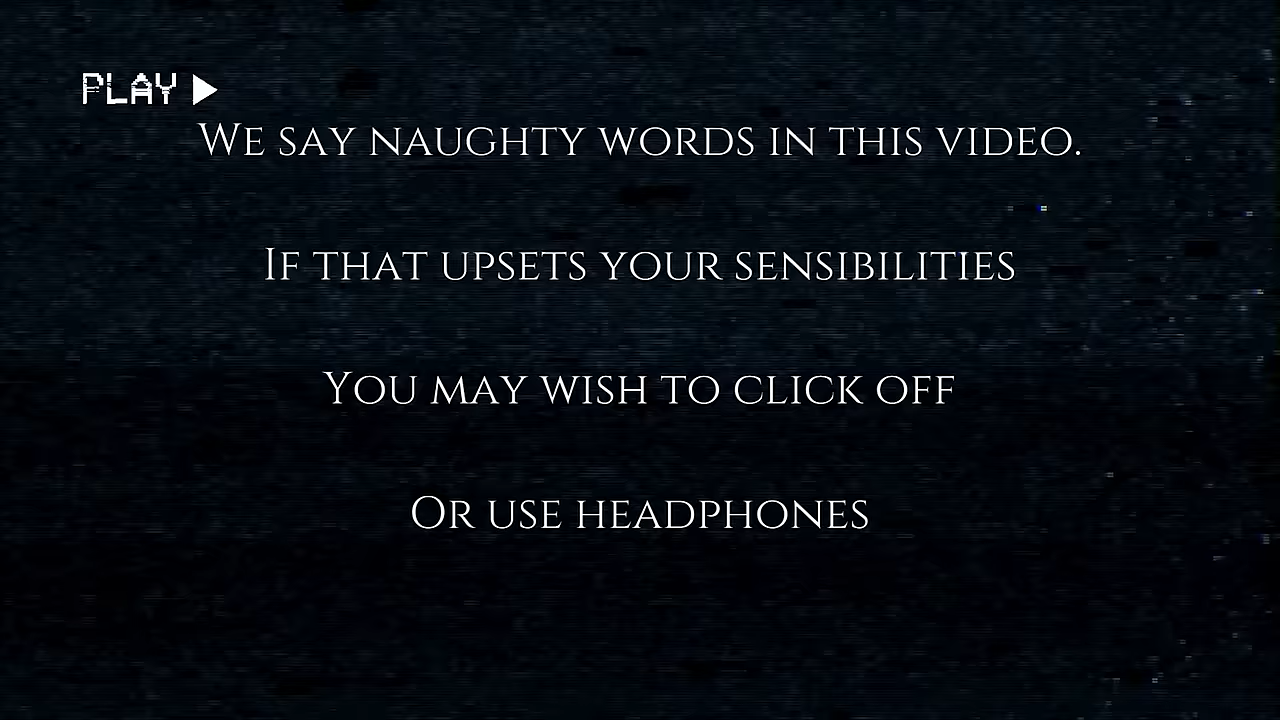 PLAY
We say naughty words in this video.
If that upsets your sensibilities
You may wish to click off
Or use headphones